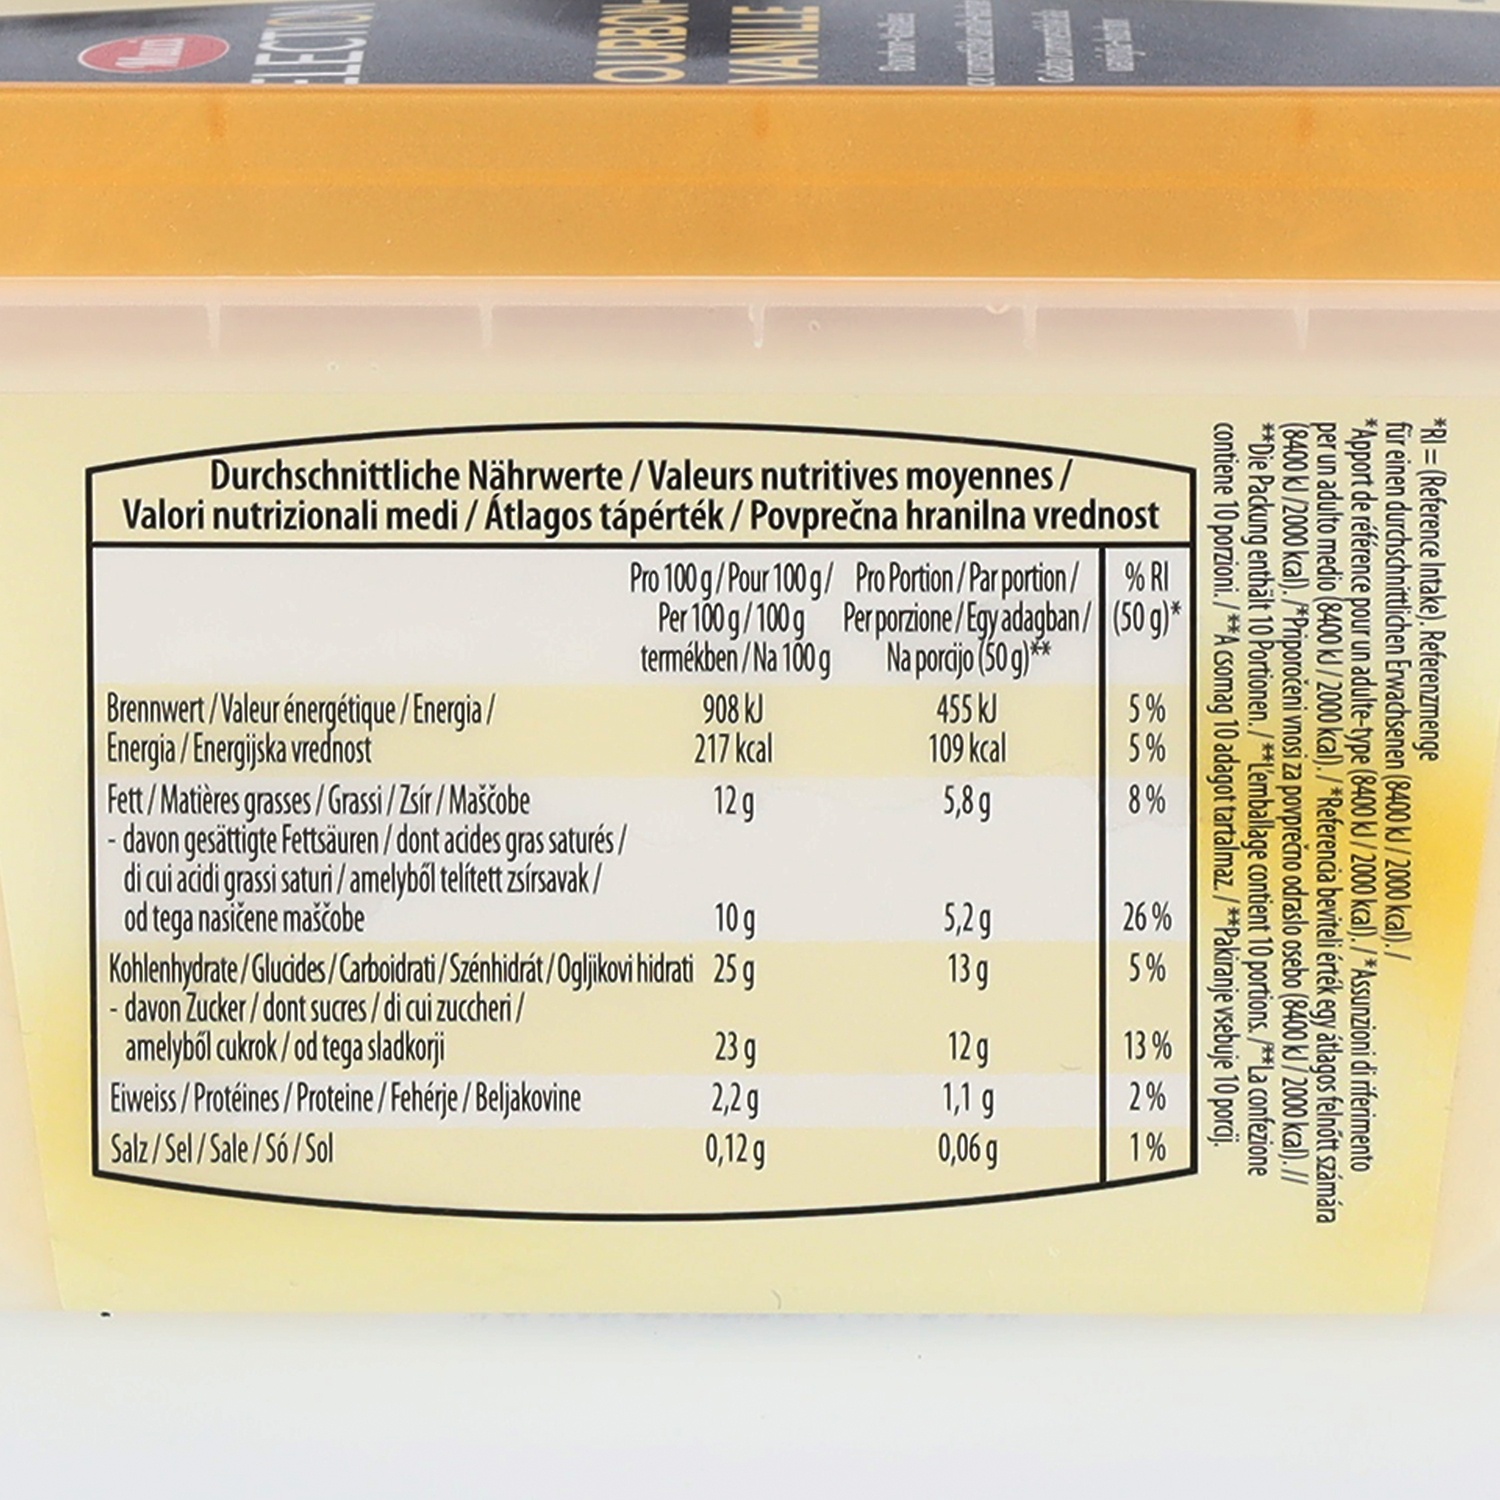 Mucci
ELECTION
OURBON-
VANILLE
Durchschnittliche Nährwerte / Valeurs nutritives moyennes /
Valori nutrizionali medi / Átlagos tápérték / Povprečna hranilna vrednost
Pro 100 g / Pour 100 g / Pro Portion / Par portion / % RI
Per 100 g / 100 g Per porzione / Egy adagban / (50 g)*
termékben / Na 100 g Na porcijo (50 g)**
Brennwert / Valeur énergétique / Energia / 908 kJ 455 kJ 5 %
Energia / Energijska vrednost 217 kcal 109 kcal 5 %
Fett / Matières grasses / Grassi / Zsír / Maščobe 12 g 5,8 g 8 %
- davon gesättigte Fettsäuren / dont acides gras saturés /
di cui acidi grassi saturi / amelyből telített zsírsavak /
od tega nasičene maščobe 10 g 5,2 g 26 %
Kohlenhydrate / Glucides / Carboidrati / Szénhidrát / Ogljikovi hidrati 25 g 13 g 5 %
- davon Zucker / dont sucres / di cui zuccheri /
amelyből cukrok / od tega sladkorji 23 g 12 g 13 %
Eiweiss / Protéines / Proteine / Fehérje / Beljakovine 2,2 g 1,1 g 2 %
Salz / Sel / Sale / Só / Sol 0,12 g 0,06 g 1 %
*RI = (Reference Intake), Referenzmenge
für einen durchschnittlichen Erwachsenen (8400 kJ / 2000 kcal). /
*Apport de référence pour un adulte-type (8400 kJ / 2000 kcal). / *Assunzioni di riferimento
per un adulto medio (8400 kJ / 2000 kcal). / *Referencia beviteli érték egy átlagos felnőtt számára
(8400 kJ / 2000 kcal). / *Priporočeni vnosi za povprečno odraslo osebo (8400 kJ / 2000 kcal). //
**Die Packung enthält 10 Portionen. / **L'emballage contient 10 portions. / **La confezione
contiene 10 porzioni. / **A csomag 10 adagot tartalmaz. / **Pakiranje vsebuje 10 porcij.